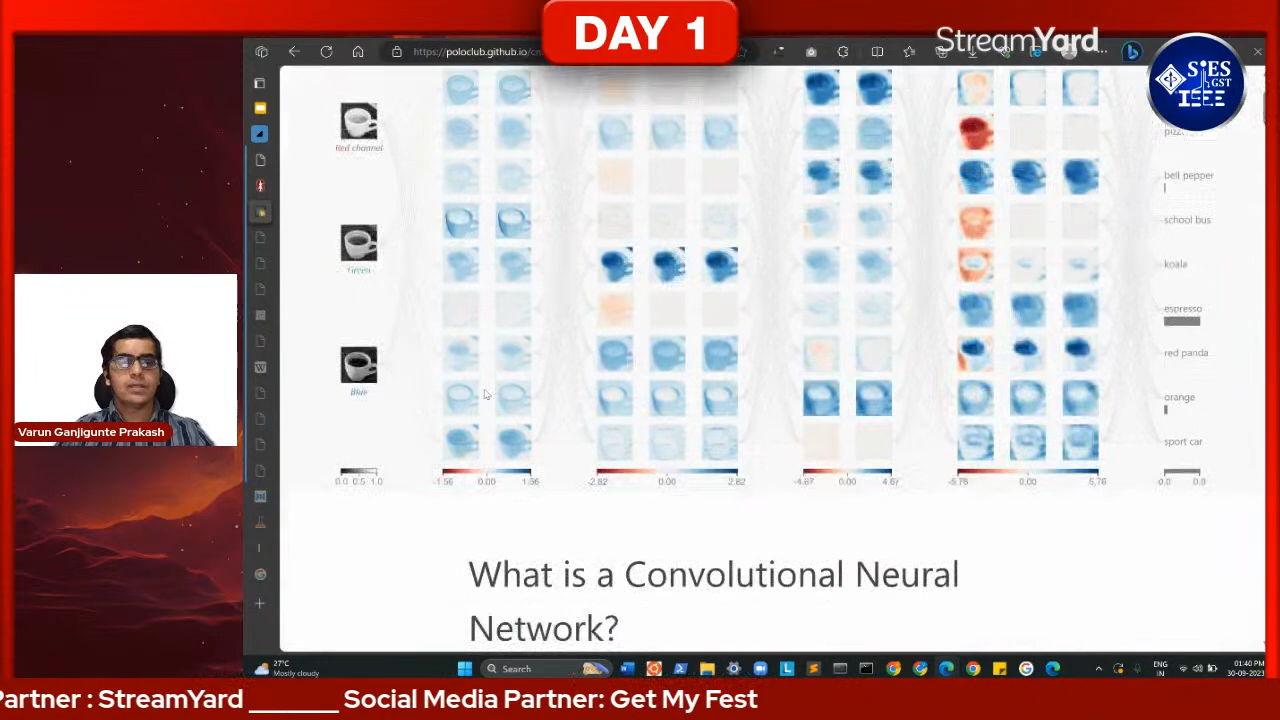 DAY 1
StreamYard
SiES
GST
IEEE
https://poloclub.github.io/cn
Red channel
bell pepper
school bus
Green
koala
espresso
red panda
Blue
orange
sport car
0.0 0.5 1.0
-1.56 0.00 1.56
-2.82 0.00 2.82
-4.67 0.00 4.67
-5.76 0.00 5.76
0.0 0.0
Varun Ganjigunte Prakash
What is a Convolutional Neural
Network?
27°C
Mostly cloudy
Search
ENG
IN
01:40 PM
30-09-2023
Partner : StreamYard ______ Social Media Partner: Get My Fest